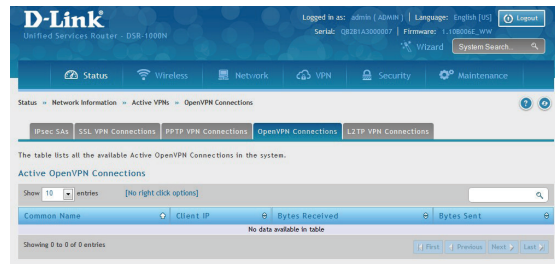 D-Link
Logged in as: admin ( ADMIN ) | Language: English [US] Logout
Unified Services Router - DSR-1000N
Serial: QB2B1A3000007 | Firmware: 1.10B006E_WW
Wizard System Search...
Status Wireless Network VPN Security Maintenance
Status » Network Information » Active VPNs » OpenVPN Connections
IPsec SAs SSL VPN Connections PPTP VPN Connections OpenVPN Connections L2TP VPN Connections
The table lists all the available Active OpenVPN Connections in the system.
Active OpenVPN Connections
Show 10 entries [No right click options]
Common Name Client IP Bytes Received Bytes Sent
No data available in table
Showing 0 to 0 of 0 entries First Previous Next Last